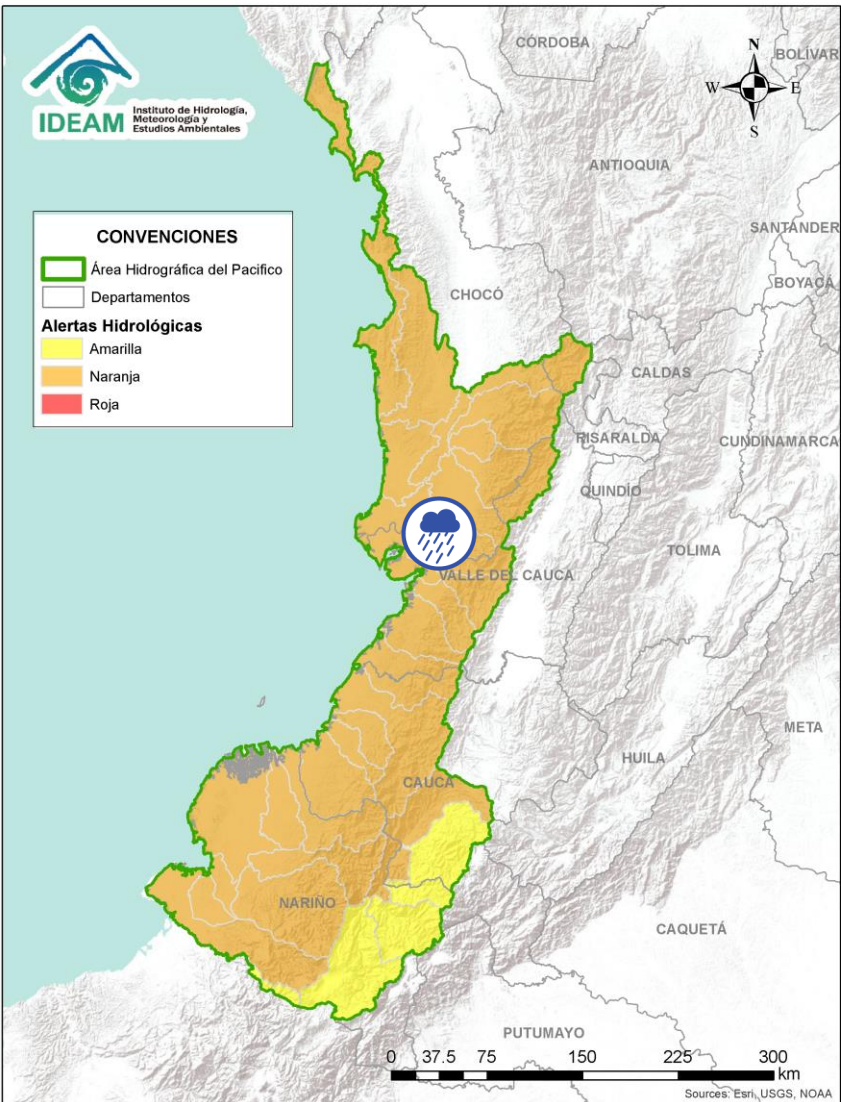 IDEAM
Instituto de Hidrología,
Meteorología y
Estudios Ambientales
CONVENCIONES
Área Hidrográfica del Pacifico
Departamentos
Alertas Hidrológicas
Amarilla
Naranja
Roja
N
W
E
S
CÓRDOBA
BOLIVAR
ANTIOQUIA
SANTANDER
BOYACÁ
CHOCÓ
CALDAS
RISARALDA
CUNDINAMARCA
QUINDÍO
TOLIMA
VALLE DEL CAUCA
META
HUILA
CAUCA
NARIÑO
CAQUETÁ
PUTUMAYO
0 37.5 75 150 225 300
km
Sources: Esri, USGS, NOAA